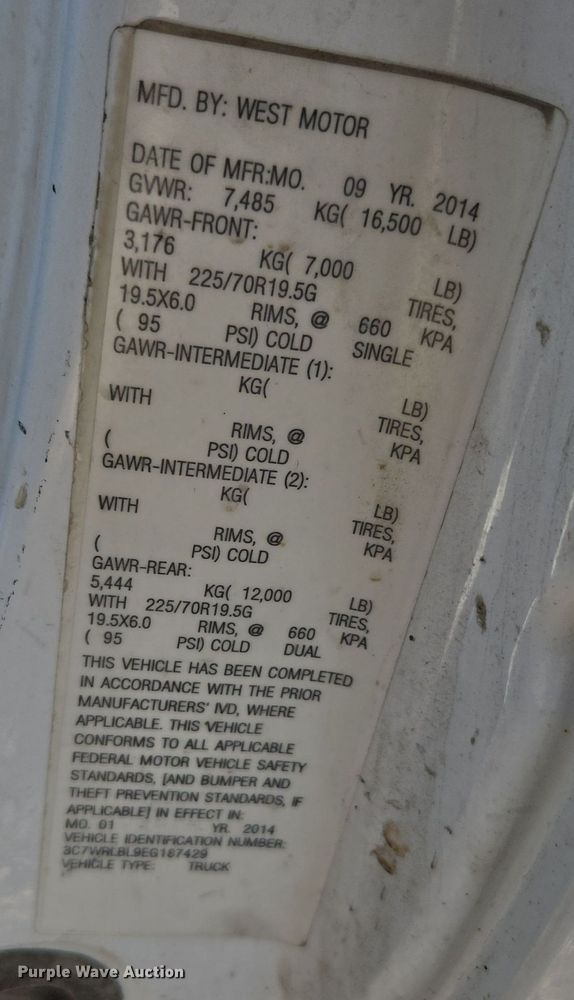 MFD. BY: WEST MOTOR
DATE OF MFR:MO. 09 YR. 2014
GVWR: 7,485 KG( 16,500 LB)
GAWR-FRONT:
3,176 KG( 7,000 LB)
WITH 225/70R19.5G TIRES,
19.5X6.0 RIMS, @ 660 KPA
( 95 PSI) COLD SINGLE
GAWR-INTERMEDIATE (1):
KG( LB)
WITH TIRES,
RIMS, @ KPA
( PSI) COLD
GAWR-INTERMEDIATE (2):
KG( LB)
WITH TIRES,
RIMS, @ KPA
( PSI) COLD
GAWR-REAR:
5,444 KG( 12,000 LB)
WITH 225/70R19.5G TIRES,
19.5X6.0 RIMS, @ 660 KPA
( 95 PSI) COLD DUAL
THIS VEHICLE HAS BEEN COMPLETED
IN ACCORDANCE WITH THE PRIOR
MANUFACTURERS' IVD, WHERE
APPLICABLE. THIS VEHICLE
CONFORMS TO ALL APPLICABLE
FEDERAL MOTOR VEHICLE SAFETY
STANDARDS, [AND BUMPER AND
THEFT PREVENTION STANDARDS, IF
APPLICABLE] IN EFFECT IN:
MO. 01 YR. 2014
VEHICLE IDENTIFICATION NUMBER:
3C7WRLBL9EG187429
VEHICLE TYPE: TRUCK
Purple Wave Auction